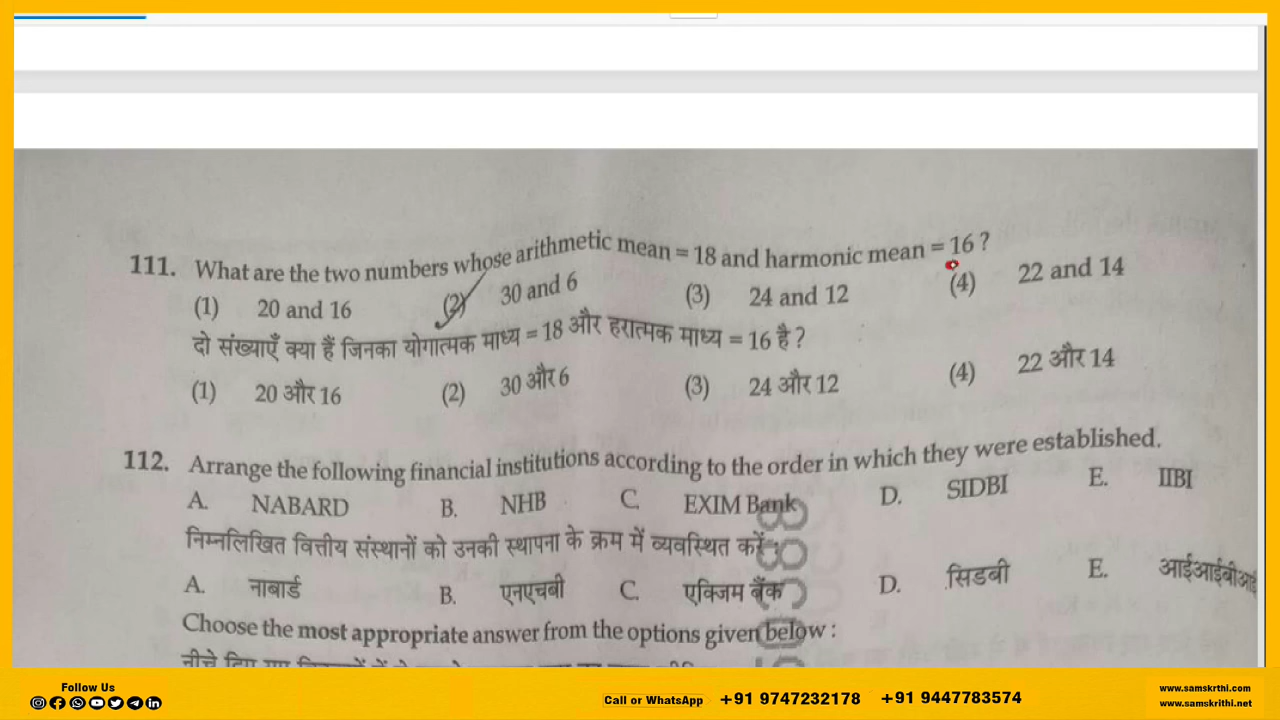 111. What are the two numbers whose arithmetic mean = 18 and harmonic mean = 16 ?
(1) 20 and 16 (2) 30 and 6 (3) 24 and 12 (4) 22 and 14
दो संख्याएँ क्या हैं जिनका योगात्मक माध्य = 18 और हरात्मक माध्य = 16 है ?
(1) 20 और 16 (2) 30 और 6 (3) 24 और 12 (4) 22 और 14
112. Arrange the following financial institutions according to the order in which they were established.
A. NABARD B. NHB C. EXIM Bank D. SIDBI E. IIBI
निम्नलिखित वित्तीय संस्थानों को उनकी स्थापना के क्रम में व्यवस्थित करें
A. नाबार्ड B. एनएचबी C. एक्जिम बैंक D. सिडबी E. आईआईबीआई
Choose the most appropriate answer from the options given below :
Follow Us
Call or WhatsApp +91 9747232178 +91 9447783574
www.samskrthi.com
www.samskrthi.net